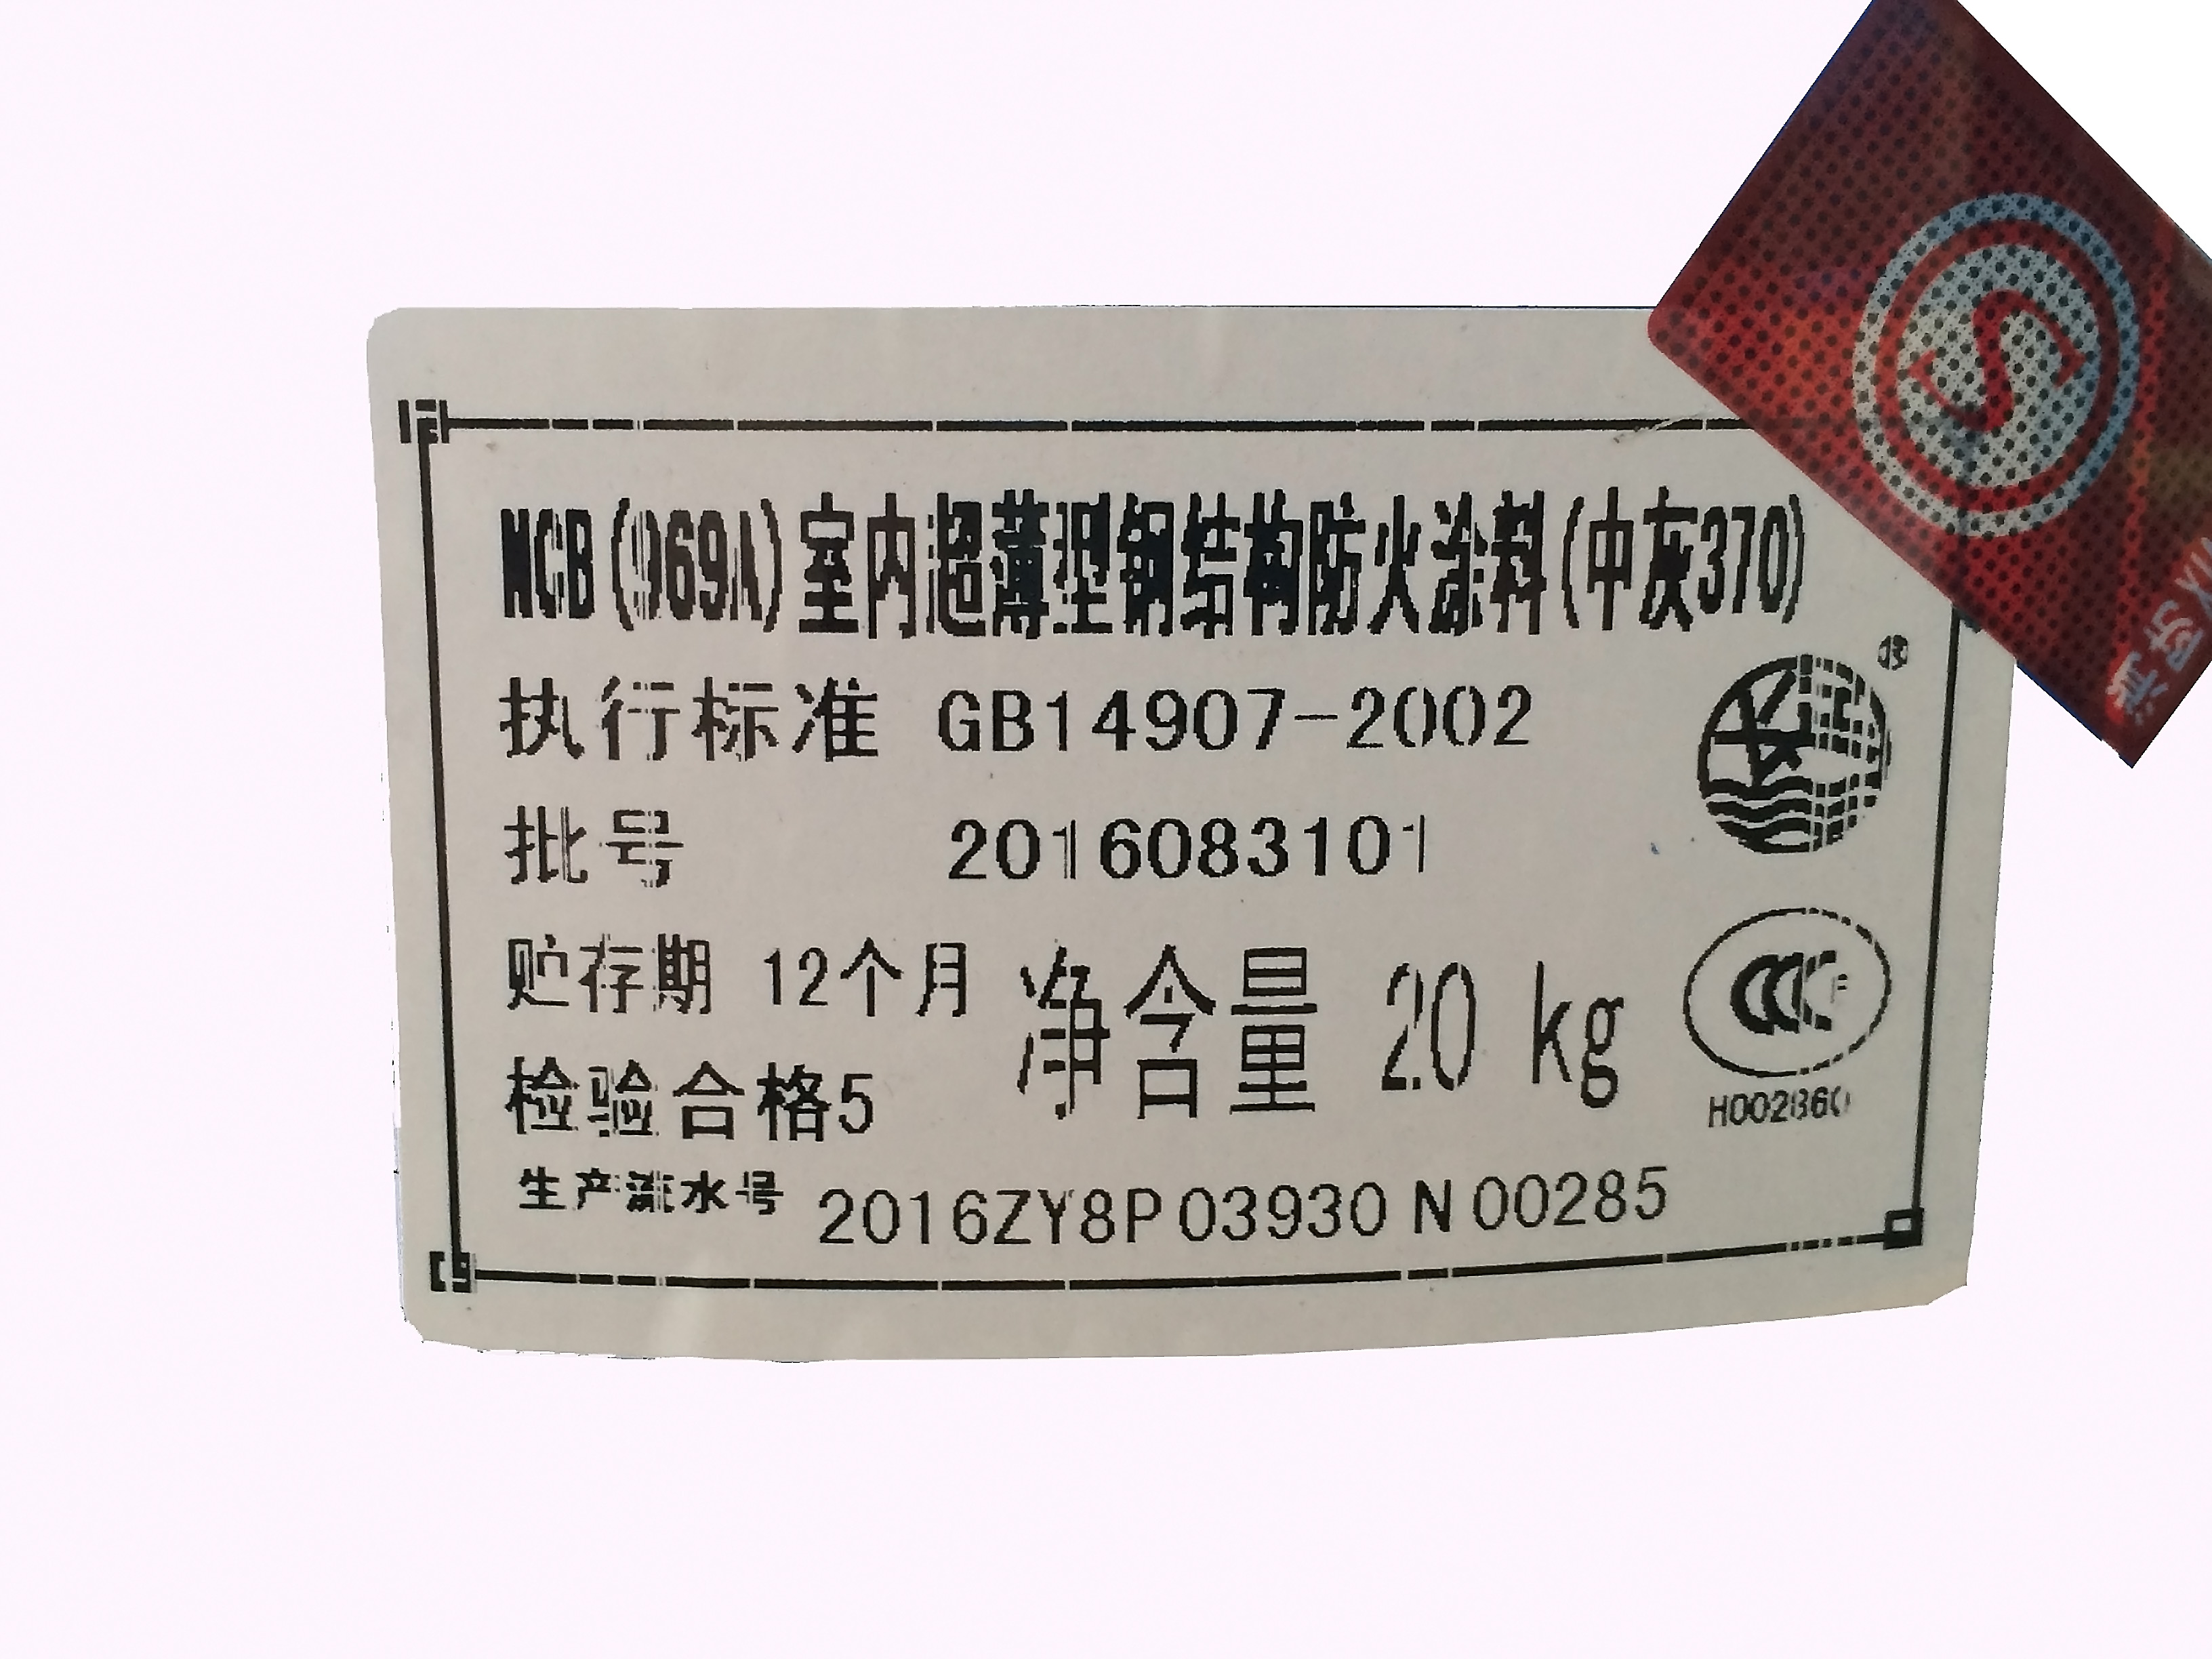 NCB(969A)室内超薄型钢结构防火涂料(中灰370)
执行标准 GB14907-2002
批号 2016083101
贮存期 12个月 净含量 20 kg
检验合格5
生产流水号 2016ZY8P03930 N00285
®
CCCF
S